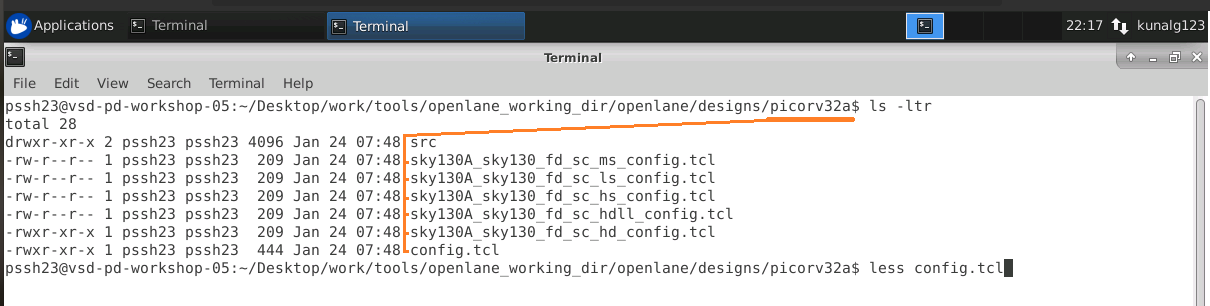 Applications Terminal Terminal 22:17 kunalg123
Terminal
File Edit View Search Terminal Help
pssh23@vsd-pd-workshop-05:~/Desktop/work/tools/openlane_working_dir/openlane/designs/picorv32a$ ls -ltr
total 28
drwxr-xr-x 2 pssh23 pssh23 4096 Jan 24 07:48 src
-rw-r--r-- 1 pssh23 pssh23  209 Jan 24 07:48 sky130A_sky130_fd_sc_ms_config.tcl
-rw-r--r-- 1 pssh23 pssh23  209 Jan 24 07:48 sky130A_sky130_fd_sc_ls_config.tcl
-rw-r--r-- 1 pssh23 pssh23  209 Jan 24 07:48 sky130A_sky130_fd_sc_hs_config.tcl
-rw-r--r-- 1 pssh23 pssh23  209 Jan 24 07:48 sky130A_sky130_fd_sc_hdll_config.tcl
-rwxr-xr-x 1 pssh23 pssh23  209 Jan 24 07:48 sky130A_sky130_fd_sc_hd_config.tcl
-rwxr-xr-x 1 pssh23 pssh23  444 Jan 24 07:48 config.tcl
pssh23@vsd-pd-workshop-05:~/Desktop/work/tools/openlane_working_dir/openlane/designs/picorv32a$ less config.tcl